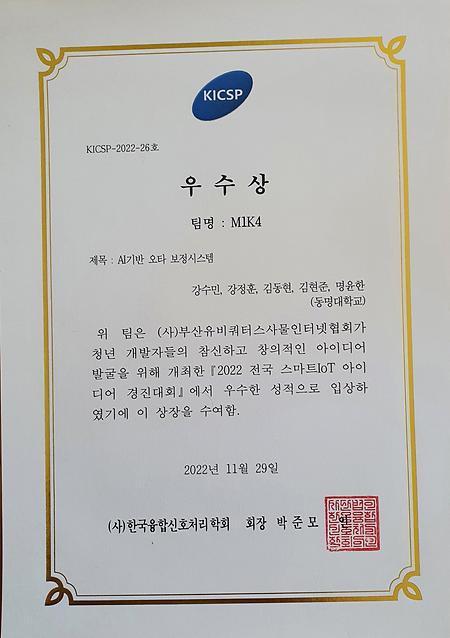 KICSP
KICSP-2022-26호
우 수 상
팀명 : M1K4
제목 : AI기반 오타 보정시스템
강수민, 강정훈, 김동현, 김현준, 명윤한
(동명대학교)
위 팀은 (사)부산유비쿼터스사물인터넷협회가
청년 개발자들의 참신하고 창의적인 아이디어
발굴을 위해 개최한 『2022 전국 스마트IoT 아이
디어 경진대회』에서 우수한 성적으로 입상하
였기에 이 상장을 수여함.
2022년 11월 29일
(사)한국융합신호처리학회 회장 박준모